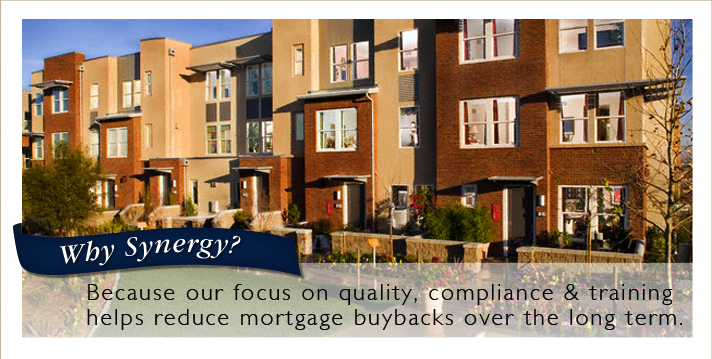 Why Synergy?
Because our focus on quality, compliance & training
helps reduce mortgage buybacks over the long term.